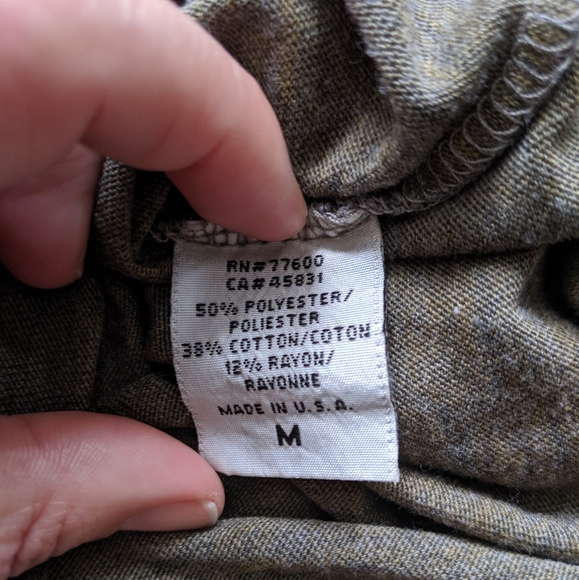 RN#77600
CA#45831
50% POLYESTER/
POLIESTER
38% COTTON/COTON
12% RAYON/
RAYONNE
MADE IN U.S.A.
M